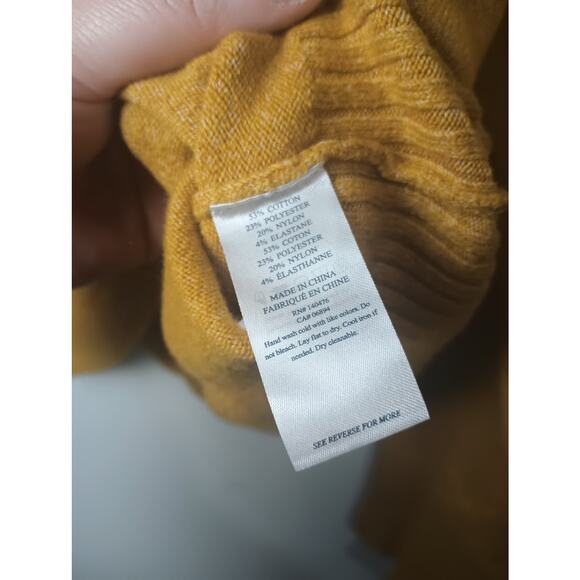 53% COTTON
23% POLYESTER
20% NYLON
4% ELASTANE
53% COTON
23% POLYESTER
20% NYLON
4% ÉLASTHANNE
MADE IN CHINA
FABRIQUÉ EN CHINE
RN# 140476
CA# 06894
Hand wash cold with like colors. Do
not bleach. Lay flat to dry. Cool iron if
needed. Dry cleanable.
SEE REVERSE FOR MORE